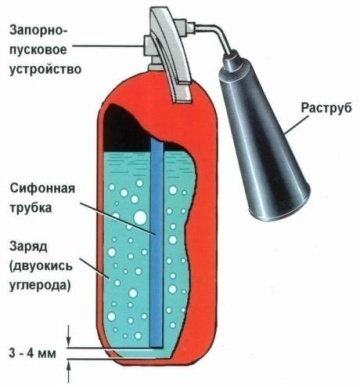 Запорно-
пусковое
устройство
Раструб
Сифонная
трубка
Заряд
(двуокись
углерода)
3 - 4 мм